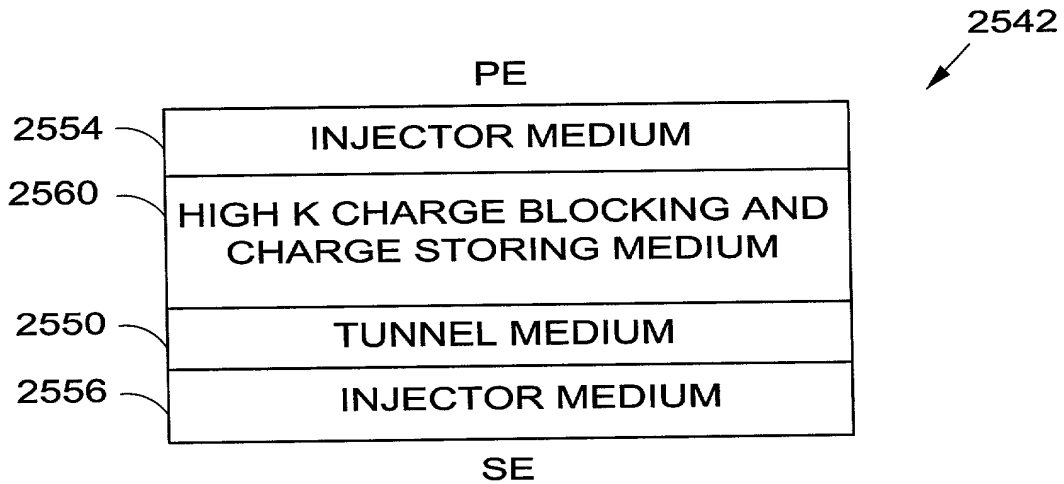 2542
PE
2554
INJECTOR MEDIUM
2560
HIGH K CHARGE BLOCKING AND
CHARGE STORING MEDIUM
2550
TUNNEL MEDIUM
2556
INJECTOR MEDIUM
SE